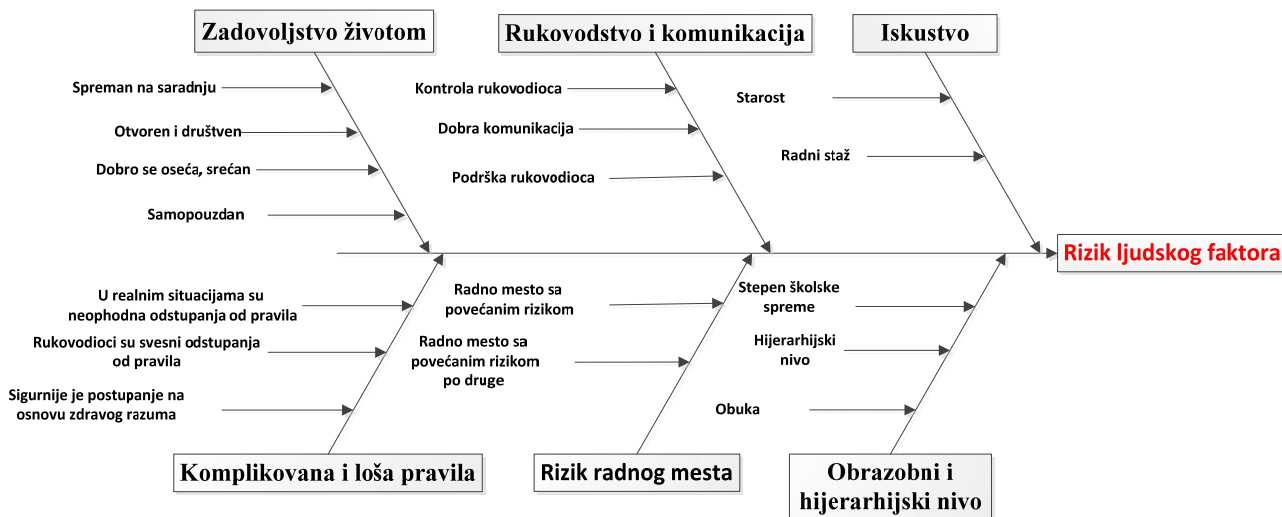 Zadovoljstvo životom
Rukovodstvo i komunikacija
Iskustvo
Spreman na saradnju
Otvoren i društven
Dobro se oseća, srećan
Samopouzdan
Kontrola rukovodioca
Dobra komunikacija
Podrška rukovodioca
Starost
Radni staž
Rizik ljudskog faktora
U realnim situacijama su
neophodna odstupanja od pravila
Rukovodioci su svesni odstupanja
od pravila
Sigurnije je postupanje na
osnovu zdravog razuma
Radno mesto sa
povećanim rizikom
Radno mesto sa
povećanim rizikom
po druge
Stepen školske
spreme
Hijerarhijski
nivo
Obuka
Komplikovana i loša pravila
Rizik radnog mesta
Obrazobni i
hijerarhijski nivo